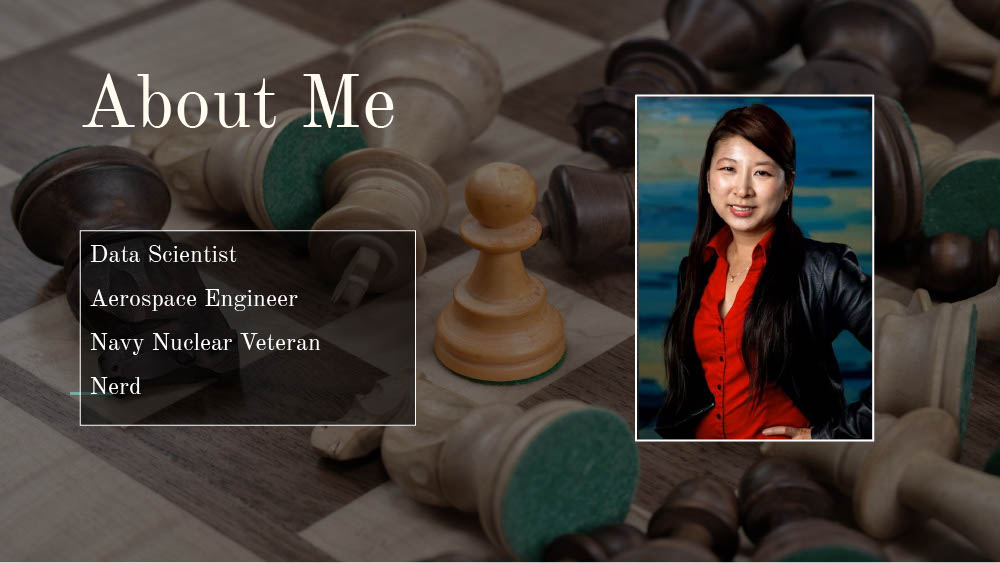 About Me
Data Scientist
Aerospace Engineer
Navy Nuclear Veteran
Nerd